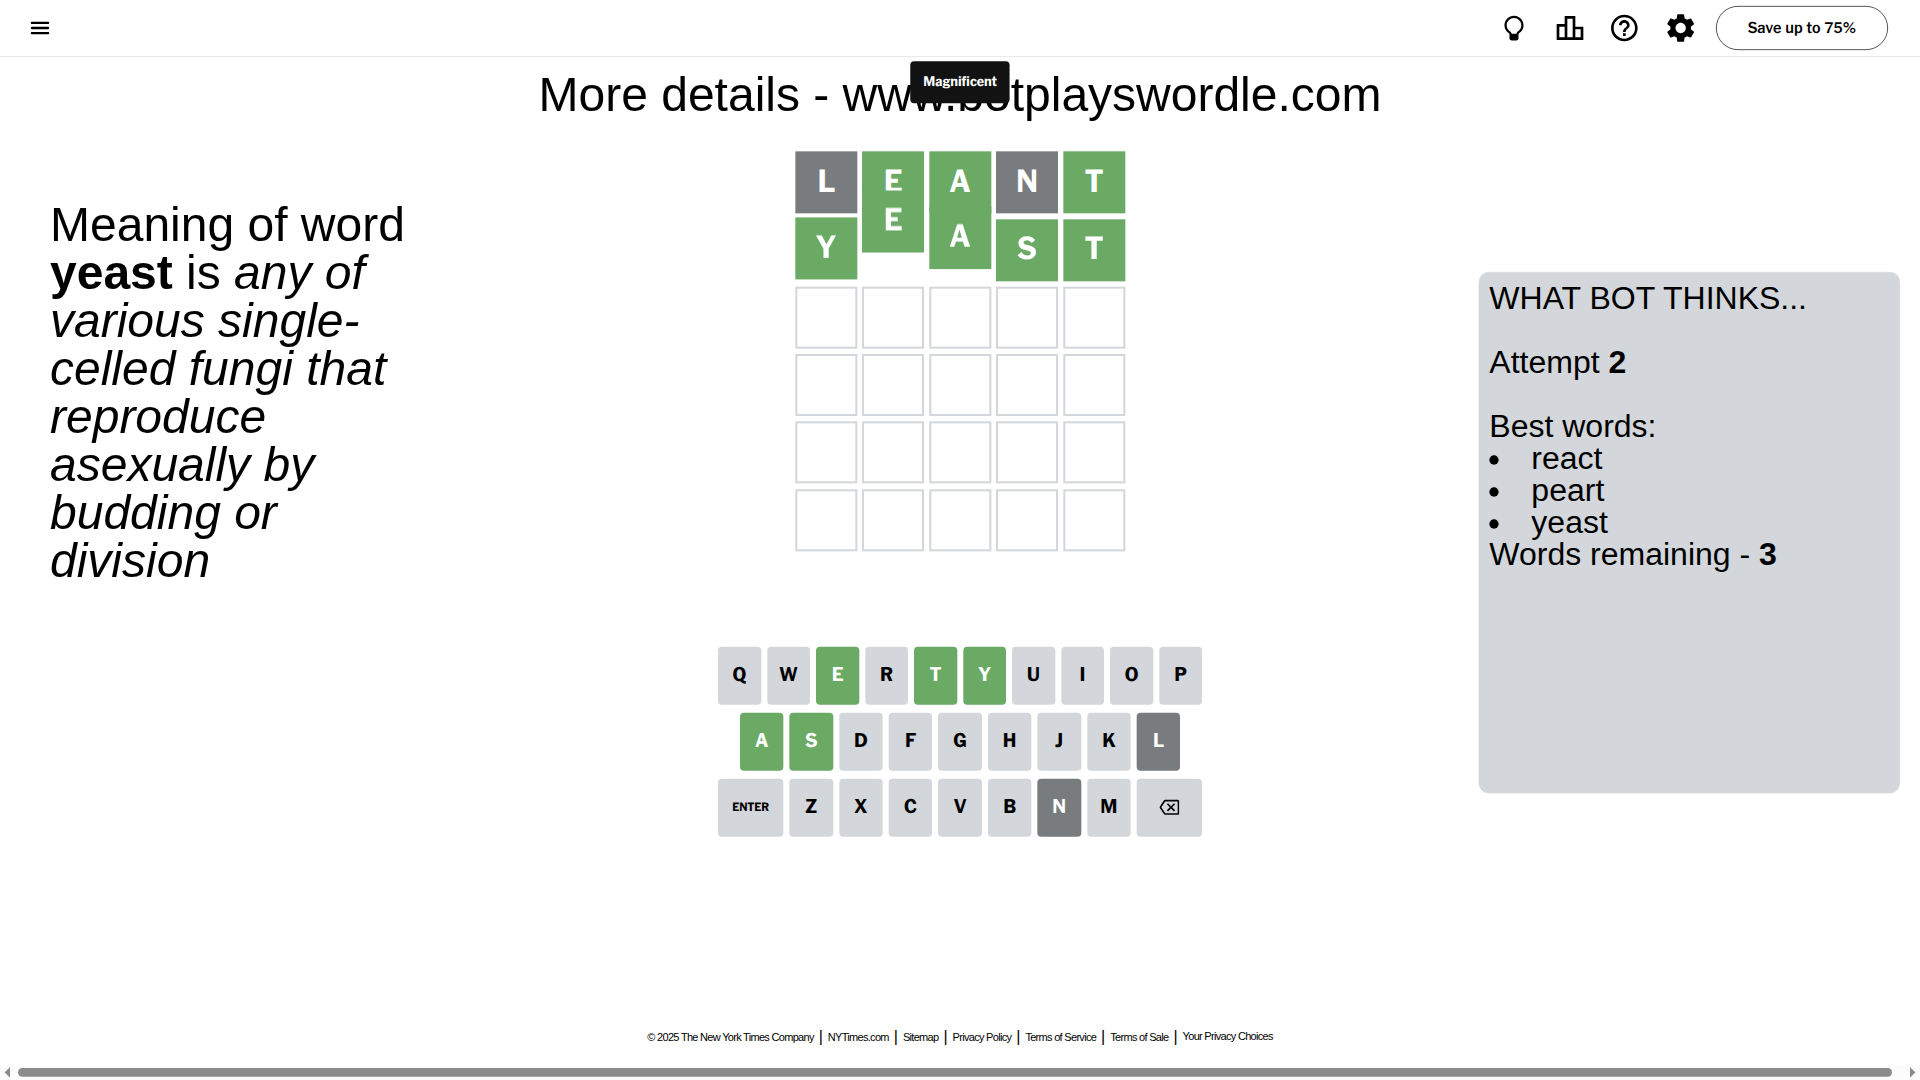 Save up to 75%
Magnificent
More details - www.botplayswordle.com
L E A N T
Y E A S T
Meaning of word
yeast is any of
various single-
celled fungi that
reproduce
asexually by
budding or
division
WHAT BOT THINKS...
Attempt 2
Best words:
react
peart
yeast
Words remaining - 3
Q W E R T Y U I O P
A S D F G H J K L
ENTER Z X C V B N M
© 2025 The New York Times Company | NYTimes.com | Sitemap | Privacy Policy | Terms of Service | Terms of Sale | Your Privacy Choices